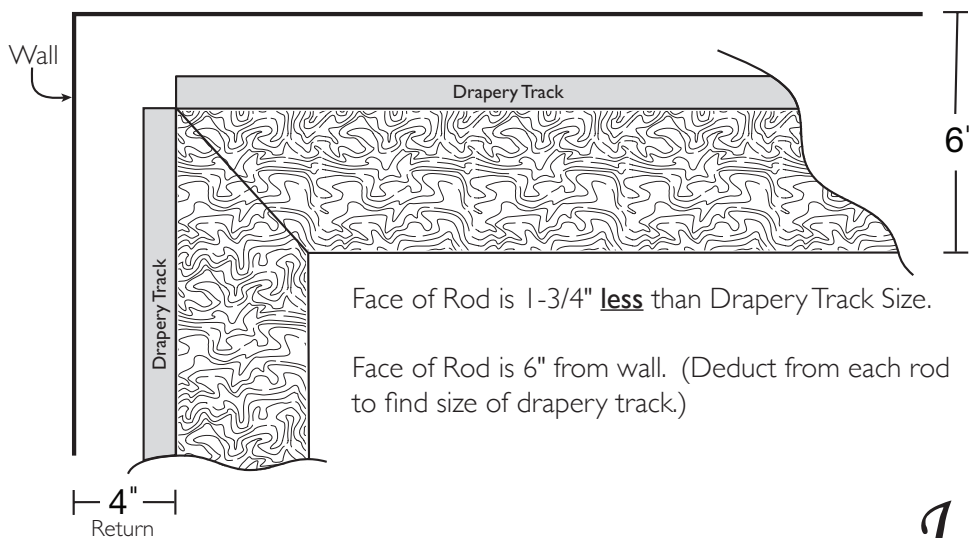 Wall
Drapery Track
6"
Drapery Track
Face of Rod is 1-3/4" less than Drapery Track Size.
Face of Rod is 6" from wall. (Deduct from each rod
to find size of drapery track.)
4"
Return